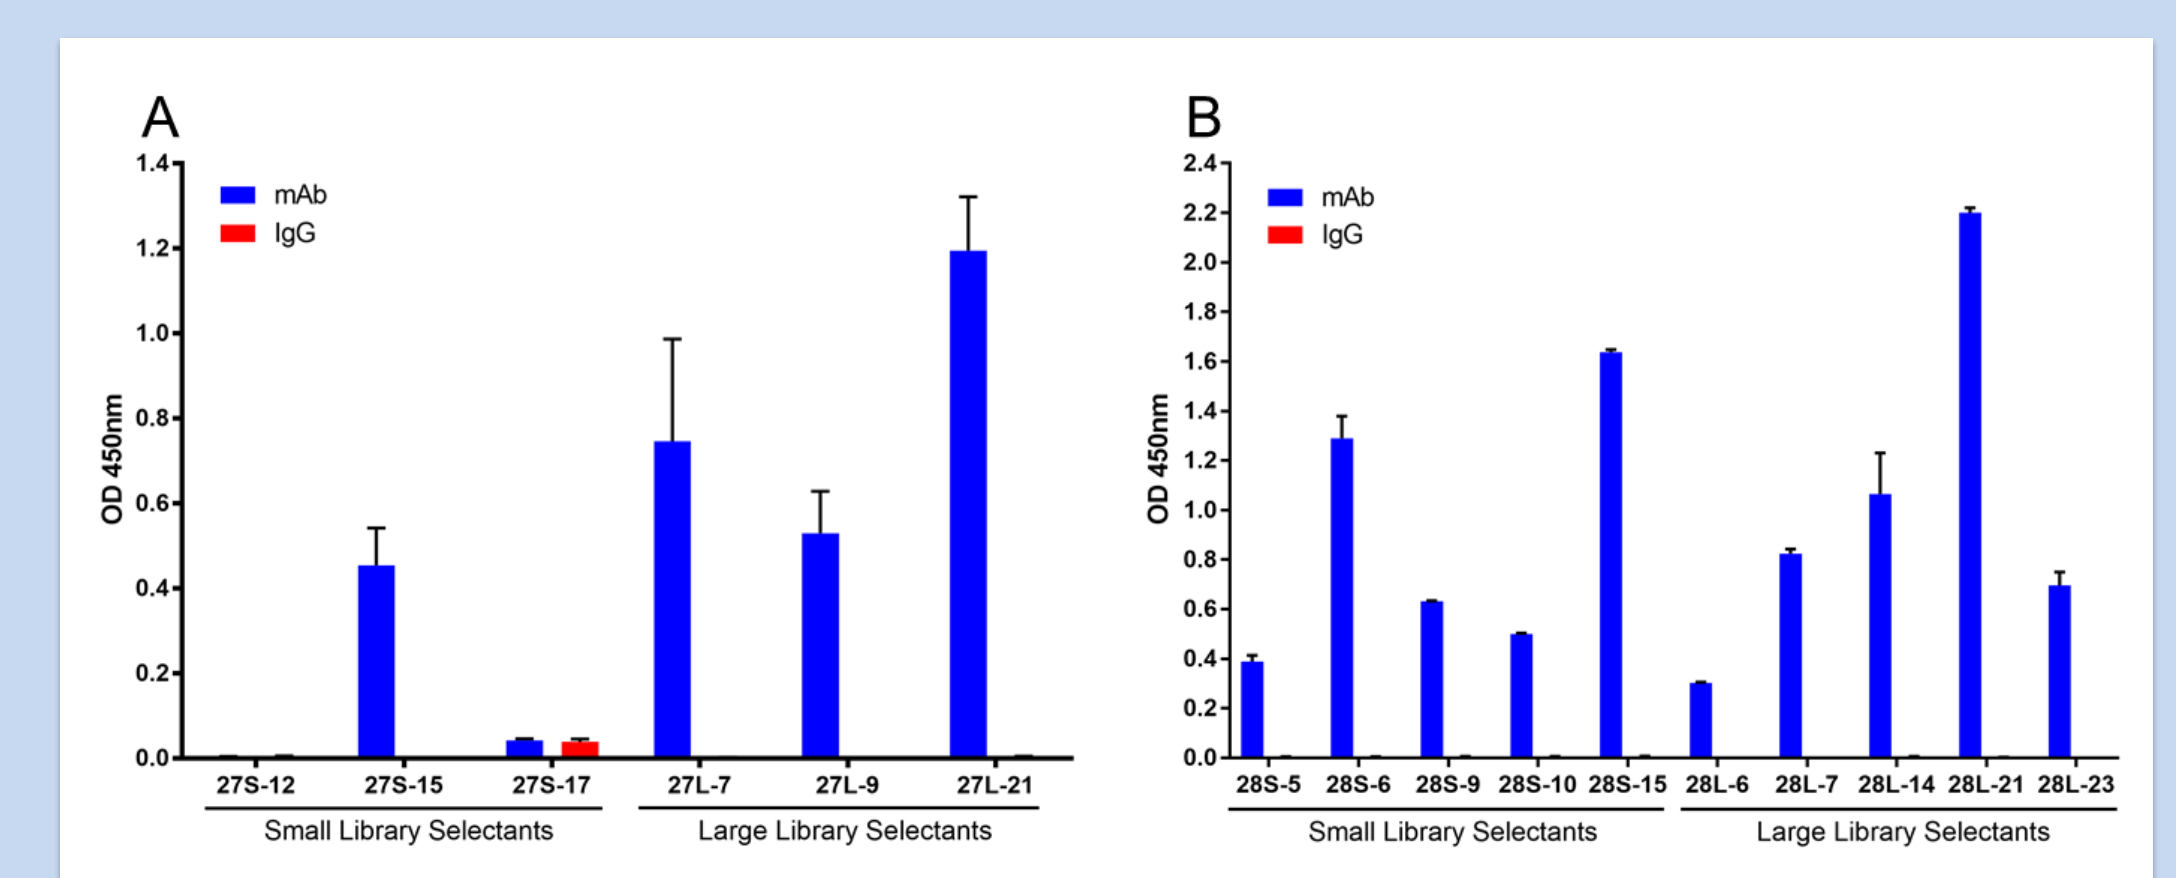 A
1.4
1.2
1.0
0.8
0.6
0.4
0.2
0.0
OD 450nm
mAb
IgG
27S-12 27S-15 27S-17 27L-7 27L-9 27L-21
Small Library Selectants Large Library Selectants
B
2.4
2.2
2.0
1.8
1.6
1.4
1.2
1.0
0.8
0.6
0.4
0.2
0.0
OD 450nm
mAb
IgG
28S-5 28S-6 28S-9 28S-10 28S-15 28L-6 28L-7 28L-14 28L-21 28L-23
Small Library Selectants Large Library Selectants